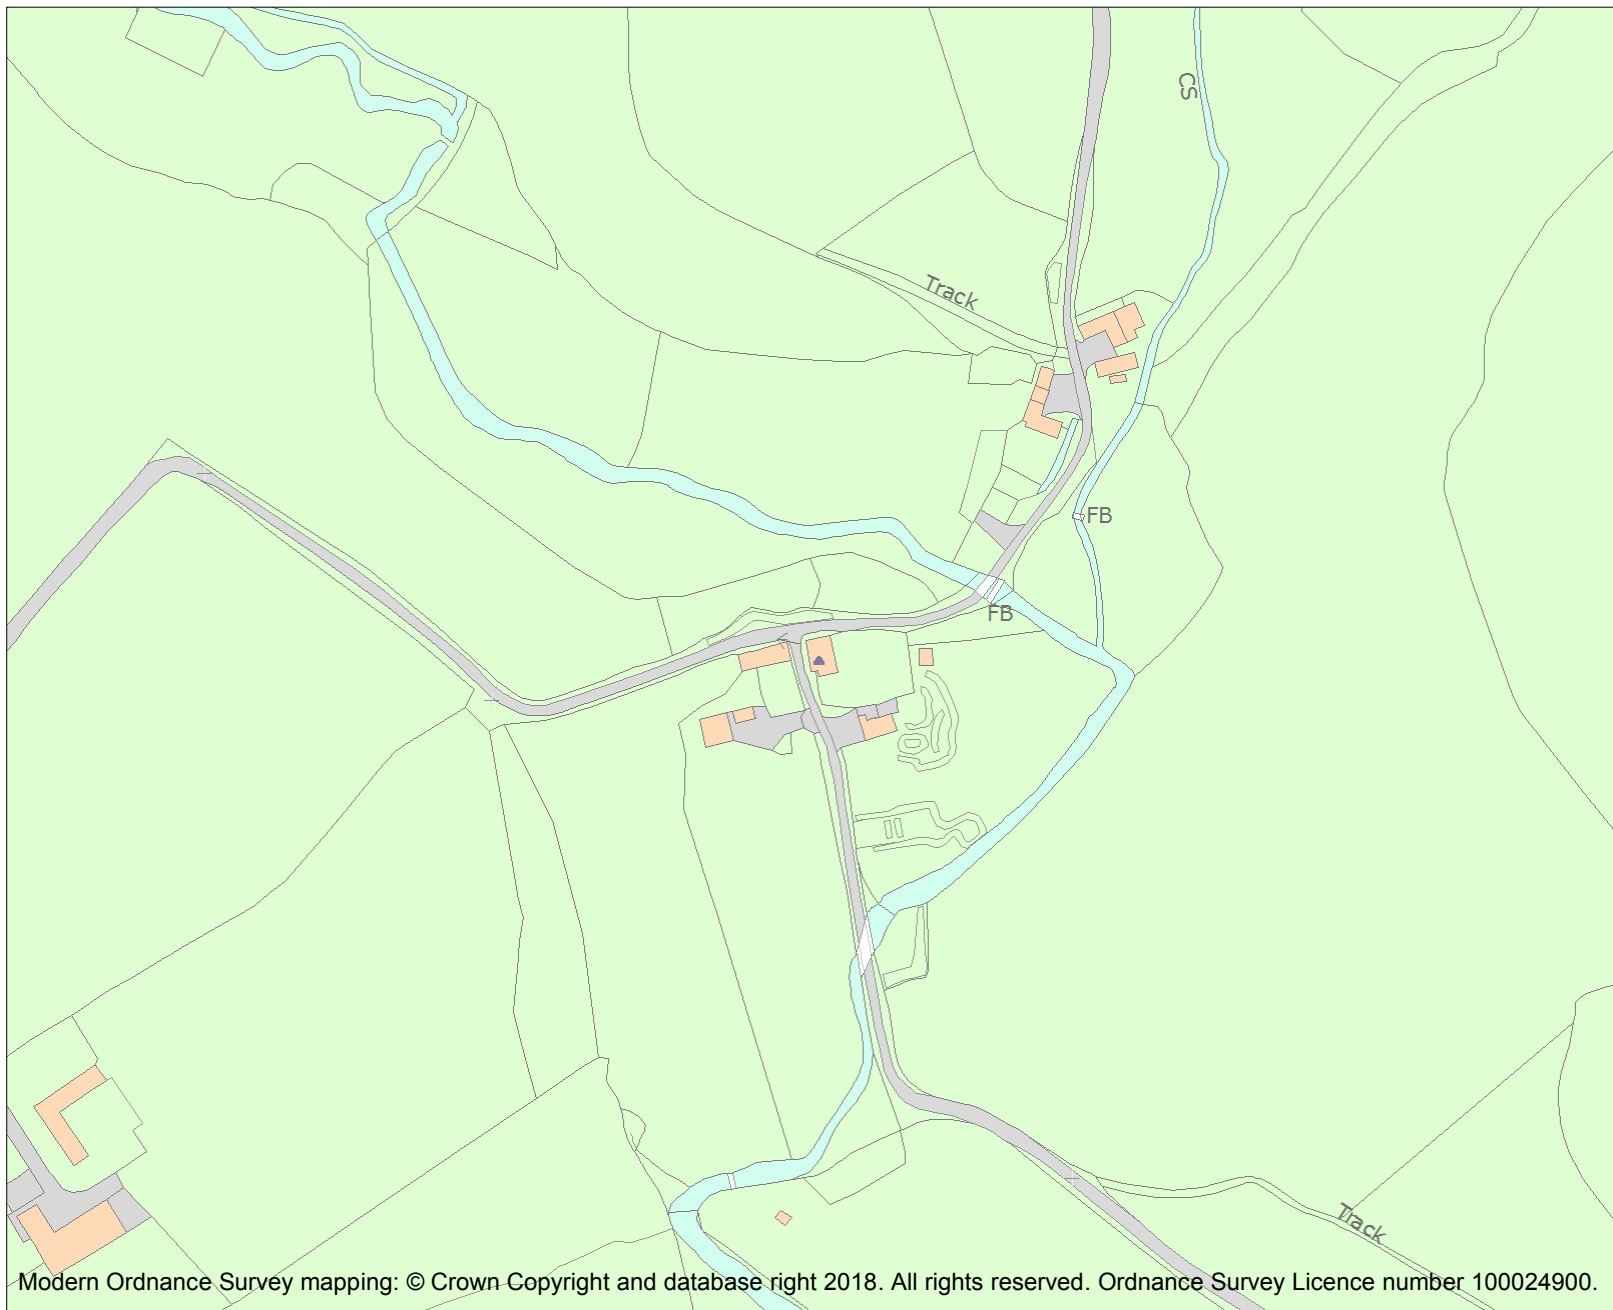 CS
Track
FB
FB
Track
Modern Ordnance Survey mapping: © Crown Copyright and database right 2018. All rights reserved. Ordnance Survey Licence number 100024900.